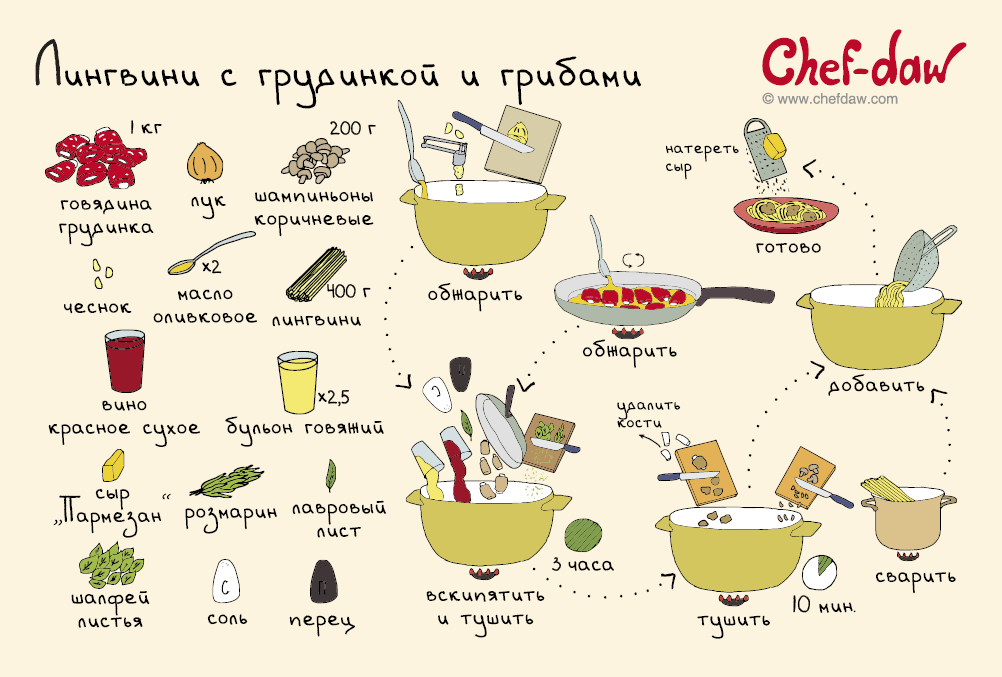 Лингвини с грудинкой и грибами
Chef-daw
© www.chefdaw.com
1 кг
говядина
грудинка
лук
200 г
шампиньоны
коричневые
чеснок
x2
масло
оливковое
400 г
лингвини
вино
красное сухое
x2,5
бульон говяжий
сыр
„Пармезан“
розмарин
лавровый
лист
шалфей
листья
С
соль
П
перец
обжарить
обжарить
С
П
вскипятить
и тушить
3 часа
удалить
кости
тушить
10 мин.
сварить
добавить
натереть
сыр
готово